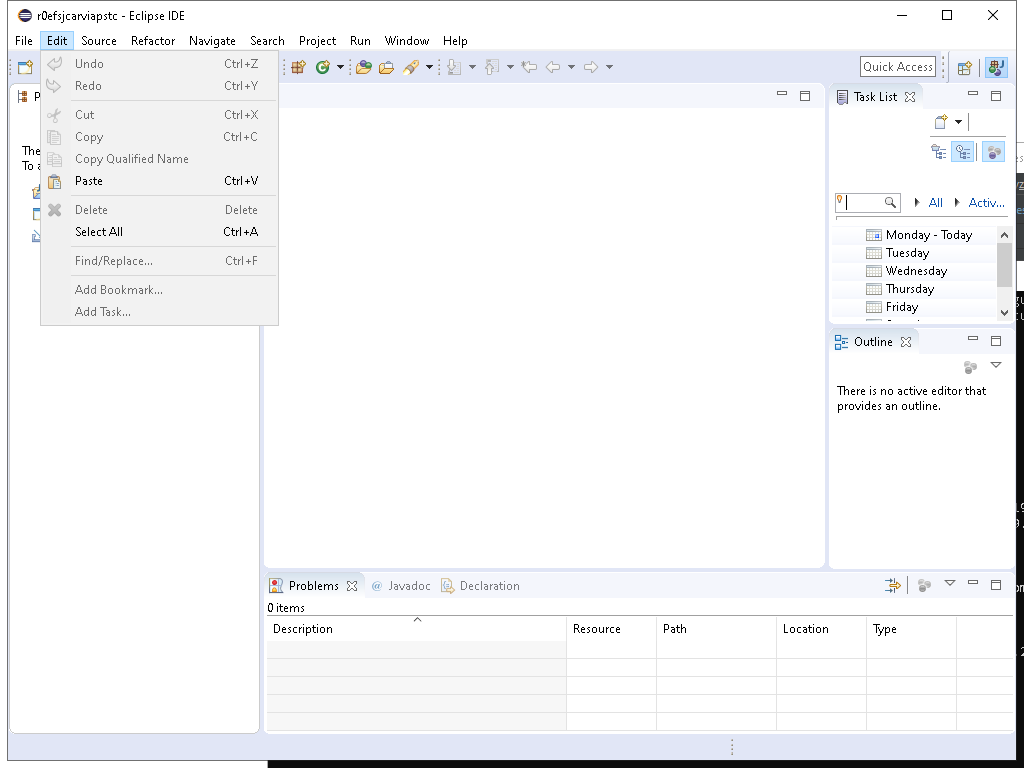 r0efsjcarviapstc - Eclipse IDE
File Edit Source Refactor Navigate Search Project Run Window Help
Undo Ctrl+Z
Redo Ctrl+Y
Cut Ctrl+X
Copy Ctrl+C
Copy Qualified Name
Paste Ctrl+V
Delete Delete
Select All Ctrl+A
Find/Replace... Ctrl+F
Add Bookmark...
Add Task...
Quick Access
Task List
All Activ...
Monday - Today
Tuesday
Wednesday
Thursday
Friday
Outline
There is no active editor that
provides an outline.
Problems @ Javadoc Declaration
0 items
Description Resource Path Location Type